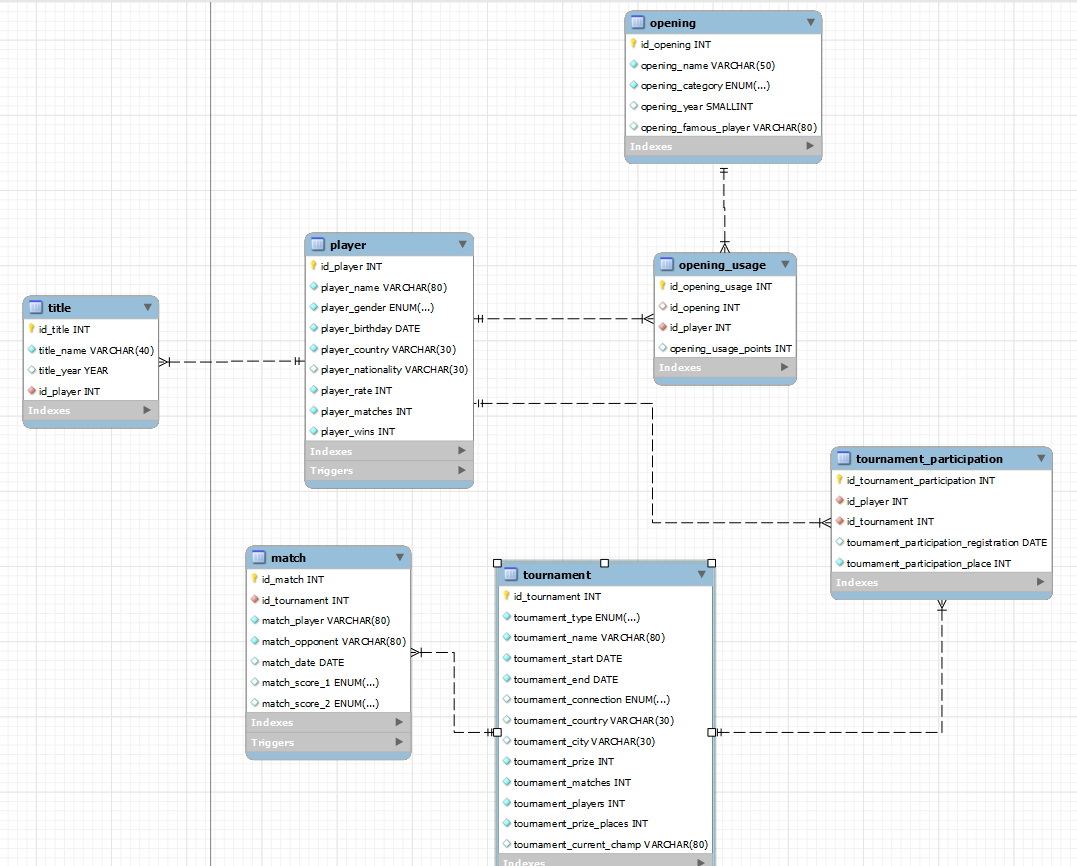 opening
id_opening INT
opening_name VARCHAR(50)
opening_category ENUM(...)
opening_year SMALLINT
opening_famous_player VARCHAR(80)
Indexes
player
id_player INT
player_name VARCHAR(80)
player_gender ENUM(...)
player_birthday DATE
player_country VARCHAR(30)
player_nationality VARCHAR(30)
player_rate INT
player_matches INT
player_wins INT
Indexes
Triggers
opening_usage
id_opening_usage INT
id_opening INT
id_player INT
opening_usage_points INT
Indexes
title
id_title INT
title_name VARCHAR(40)
title_year YEAR
id_player INT
Indexes
tournament_participation
id_tournament_participation INT
id_player INT
id_tournament INT
tournament_participation_registration DATE
tournament_participation_place INT
Indexes
match
id_match INT
id_tournament INT
match_player VARCHAR(80)
match_opponent VARCHAR(80)
match_date DATE
match_score_1 ENUM(...)
match_score_2 ENUM(...)
Indexes
Triggers
tournament
id_tournament INT
tournament_type ENUM(...)
tournament_name VARCHAR(80)
tournament_start DATE
tournament_end DATE
tournament_connection ENUM(...)
tournament_country VARCHAR(30)
tournament_city VARCHAR(30)
tournament_prize INT
tournament_matches INT
tournament_players INT
tournament_prize_places INT
tournament_current_champ VARCHAR(80)
Indexes